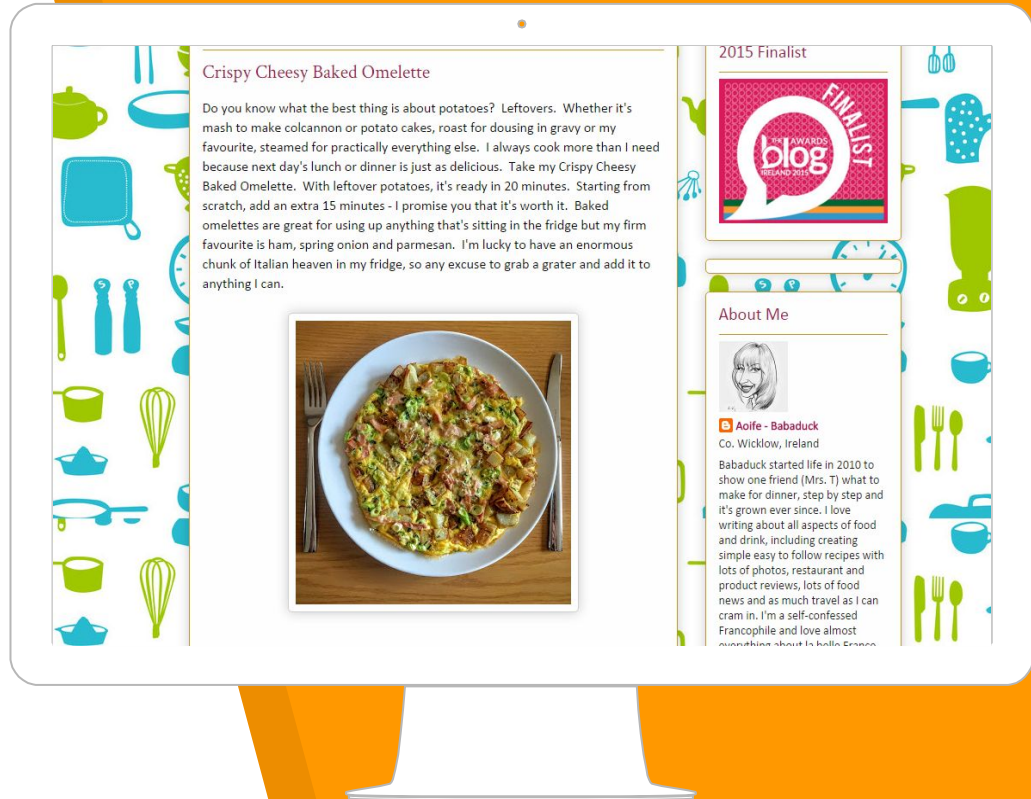 Crispy Cheesy Baked Omelette
Do you know what the best thing is about potatoes? Leftovers. Whether it's
mash to make colcannon or potato cakes, roast for dousing in gravy or my
favourite, steamed for practically everything else. I always cook more than I need
because next day's lunch or dinner is just as delicious. Take my Crispy Cheesy
Baked Omelette. With leftover potatoes, it's ready in 20 minutes. Starting from
scratch, add an extra 15 minutes - I promise you that it's worth it. Baked
omelettes are great for using up anything that's sitting in the fridge but my firm
favourite is ham, spring onion and parmesan. I'm lucky to have an enormous
chunk of Italian heaven in my fridge, so any excuse to grab a grater and add it to
anything I can.
2015 Finalist
FINALIST
THE AWARDS
blog
IRELAND 2015
S P
S P
About Me
Aoife - Babaduck
Co. Wicklow, Ireland
Babaduck started life in 2010 to
show one friend (Mrs. T) what to
make for dinner, step by step and
it's grown ever since. I love
writing about all aspects of food
and drink, including creating
simple easy to follow recipes with
lots of photos, restaurant and
product reviews, lots of food
news and as much travel as I can
cram in. I'm a self-confessed
Francophile and love almost
everything about la belle France